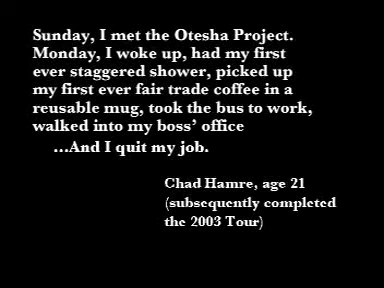 Sunday, I met the Otesha Project.
Monday, I woke up, had my first
ever staggered shower, picked up
my first ever fair trade coffee in a
reusable mug, took the bus to work,
walked into my boss’ office
…And I quit my job.
Chad Hamre, age 21
(subsequently completed
the 2003 Tour)